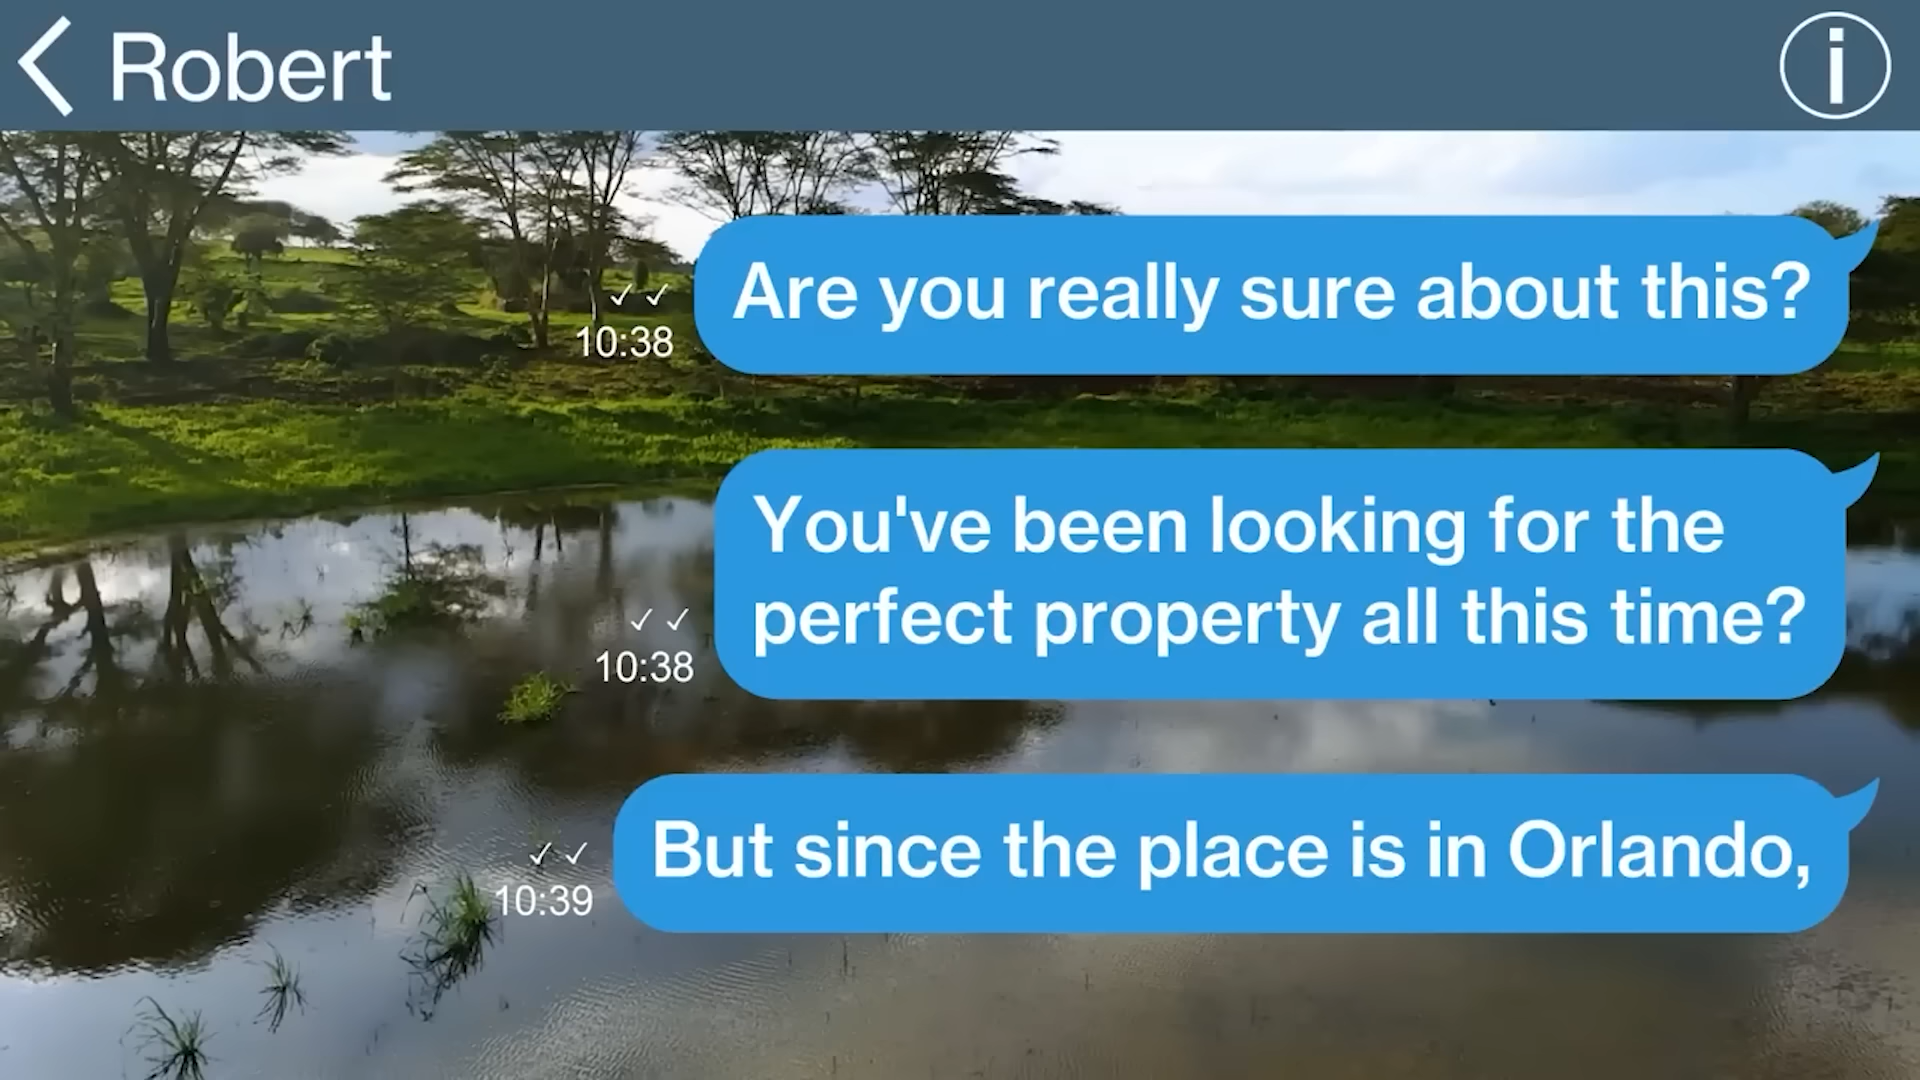 Robert
Are you really sure about this?
✓✓
10:38
You've been looking for the
perfect property all this time?
✓✓
10:38
But since the place is in Orlando,
✓✓
10:39